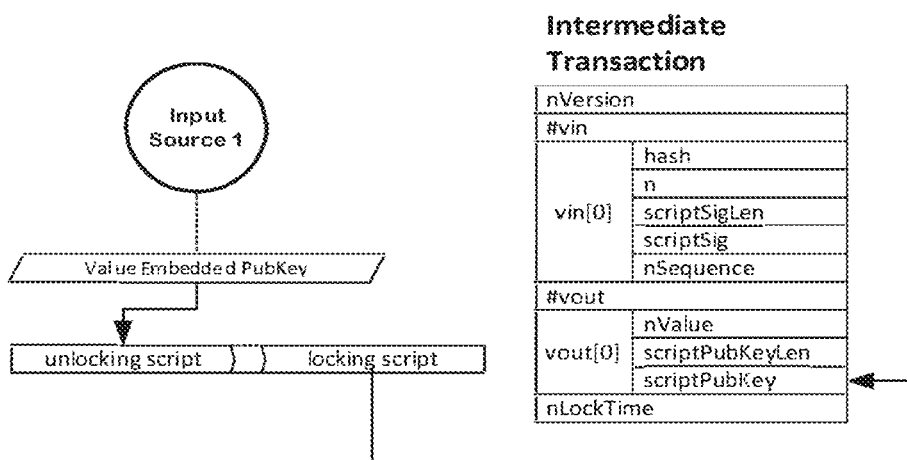 Input
Source 1
Value Embedded PubKey
unlocking script
locking script
Intermediate
Transaction
nVersion
#vin
vin[0]
hash
n
scriptSigLen
scriptSig
nSequence
#vout
vout[0]
nValue
scriptPubKeyLen
scriptPubKey
nLockTime